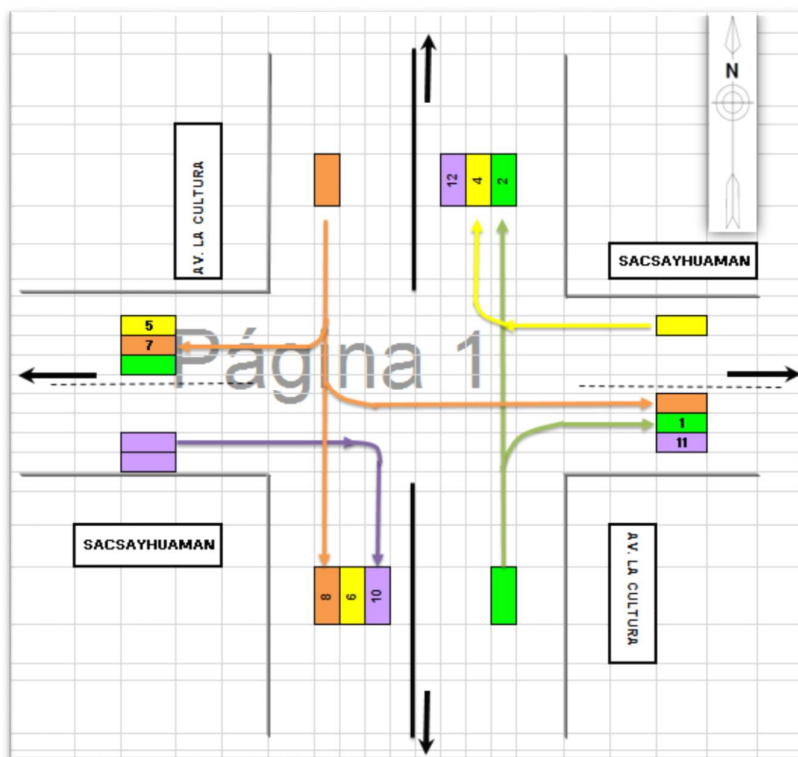 N
AV. LA CULTURA
12
4
2
SACSAYHUAMAN
5
7
Página 1
1
11
SACSAYHUAMAN
8
6
10
AV. LA CULTURA